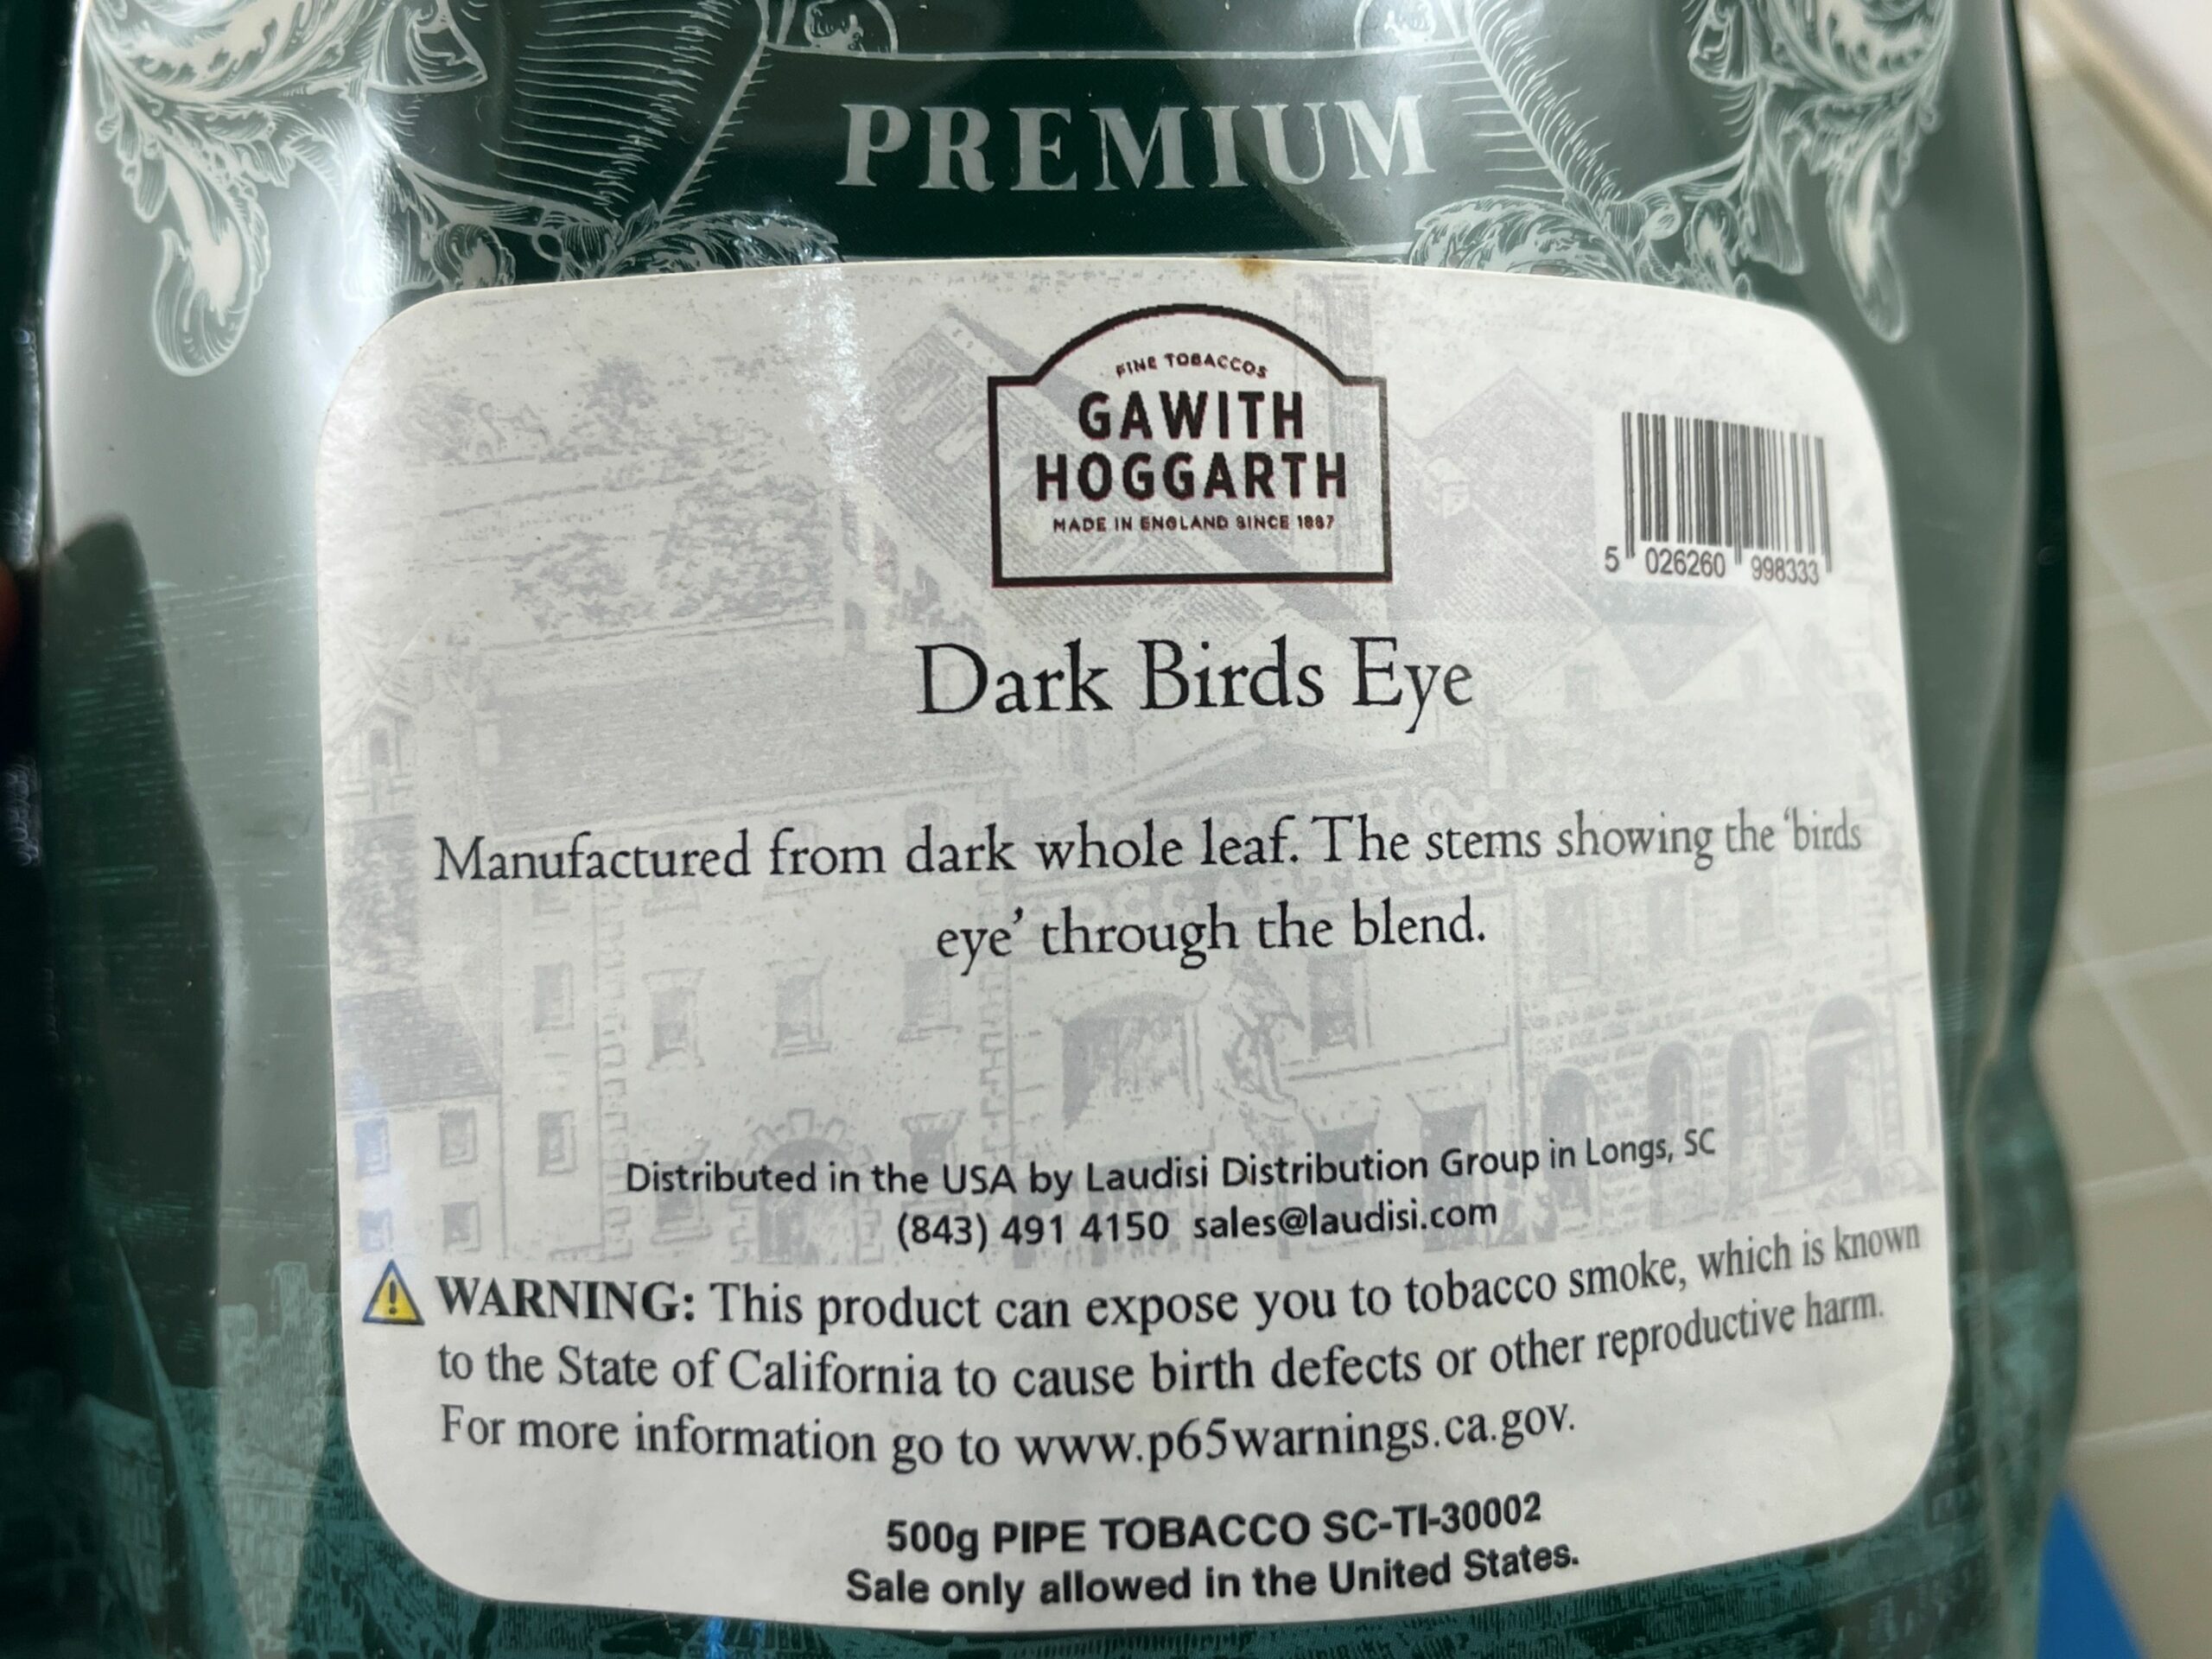 PREMIUM
FINE TOBACCOS
GAWITH
HOGGARTH
MADE IN ENGLAND SINCE 1887
5 026260 998333
Dark Birds Eye
Manufactured from dark whole leaf. The stems showing the ‘birds
eye’ through the blend.
Distributed in the USA by Laudisi Distribution Group in Longs, SC
(843) 491 4150 sales@laudisi.com
WARNING: This product can expose you to tobacco smoke, which is known
to the State of California to cause birth defects or other reproductive harm.
For more information go to www.p65warnings.ca.gov.
500g PIPE TOBACCO SC-TI-30002
Sale only allowed in the United States.